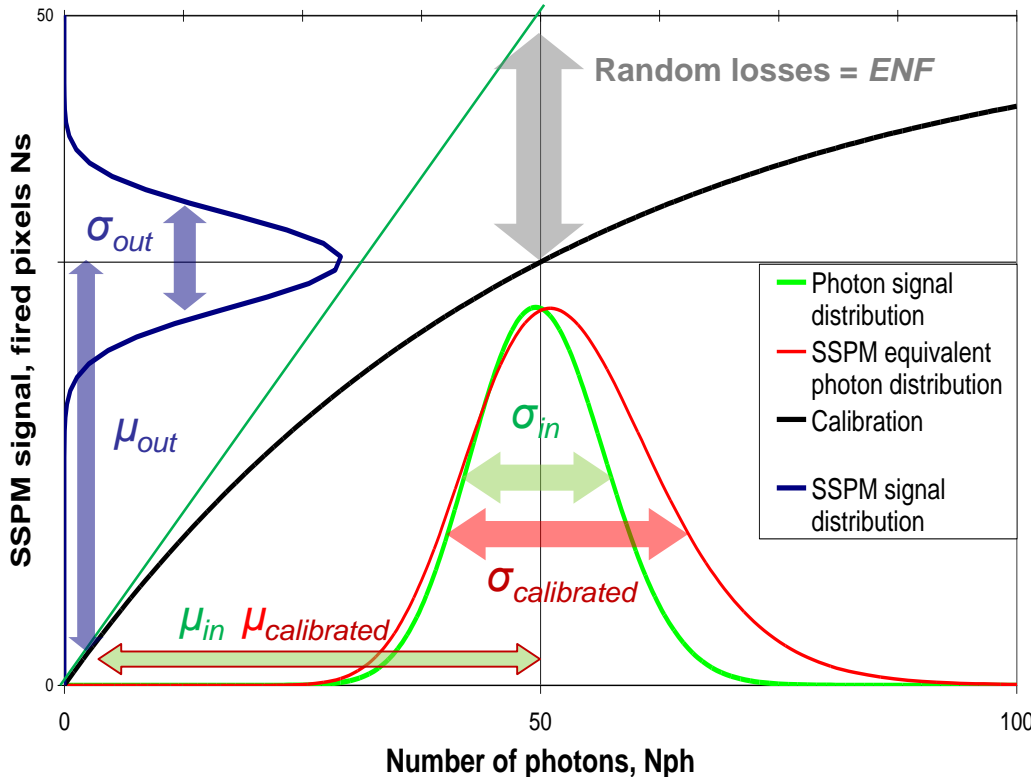 50
Random losses = ENF
SSPM signal, fired pixels Ns
σout
μout
Photon signal
distribution
SSPM equivalent
photon distribution
Calibration
SSPM signal
distribution
σin
σcalibrated
μin μcalibrated
0
0 50 100
Number of photons, Nph